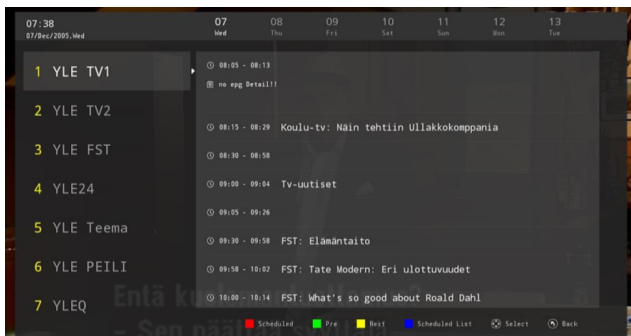 07:38
07/Dec/2005,Wed
07 08 09 10 11 12 13
Wed Thu Fri Sat Sun Mon Tue
1 YLE TV1
2 YLE TV2
3 YLE FST
4 YLE24
5 YLE Teema
6 YLE PEILI
7 YLEQ
08:05 - 08:13
no epg Detail!!
08:15 - 08:29 Koulu-tv: Näin tehtiin Ullakkokomppania
08:30 - 08:58
09:00 - 09:04 Tv-uutiset
09:05 - 09:26
09:30 - 09:58 FST: Elämäntaito
09:58 - 10:02 FST: Tate Modern: Eri ulottuvuudet
10:00 - 10:14 FST: What's so good about Roald Dahl
Entä
- Sen
Scheduled Pre Next Scheduled List Select Back